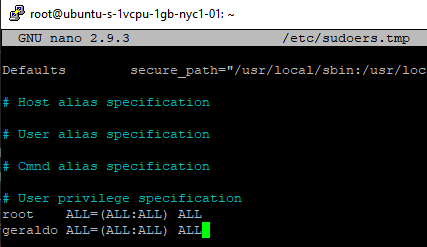 root@ubuntu-s-1vcpu-1gb-nyc1-01: ~
GNU nano 2.9.3 /etc/sudoers.tmp
Defaults secure_path="/usr/local/sbin:/usr/loc
# Host alias specification
# User alias specification
# Cmnd alias specification
# User privilege specification
root ALL=(ALL:ALL) ALL
geraldo ALL=(ALL:ALL) ALL